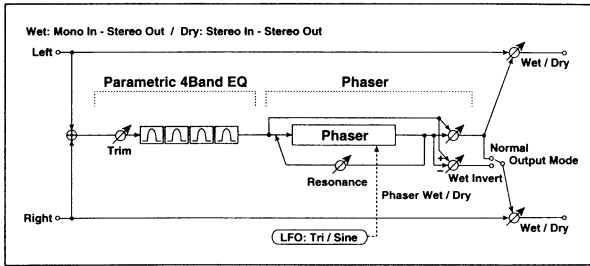 Wet: Mono In - Stereo Out / Dry: Stereo In - Stereo Out
Left
Wet / Dry
Parametric 4Band EQ
Phaser
Trim
Phaser
+
−
Normal
Output Mode
Resonance
Wet Invert
Phaser Wet / Dry
Right
Wet / Dry
LFO: Tri / Sine